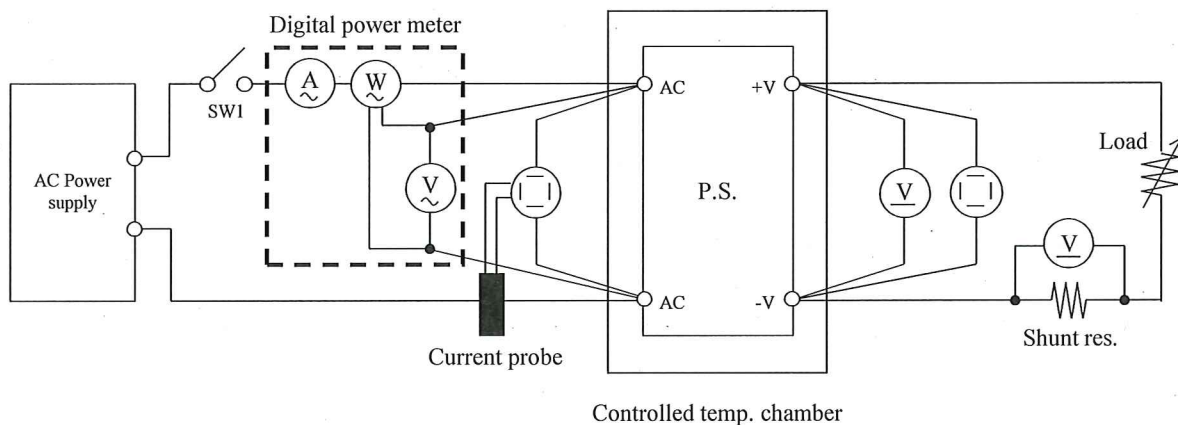 Digital power meter
A
W
SW1
AC
+V
Load
AC Power
supply
V
P.S.
V
V
AC
-V
Current probe
Shunt res.
Controlled temp. chamber